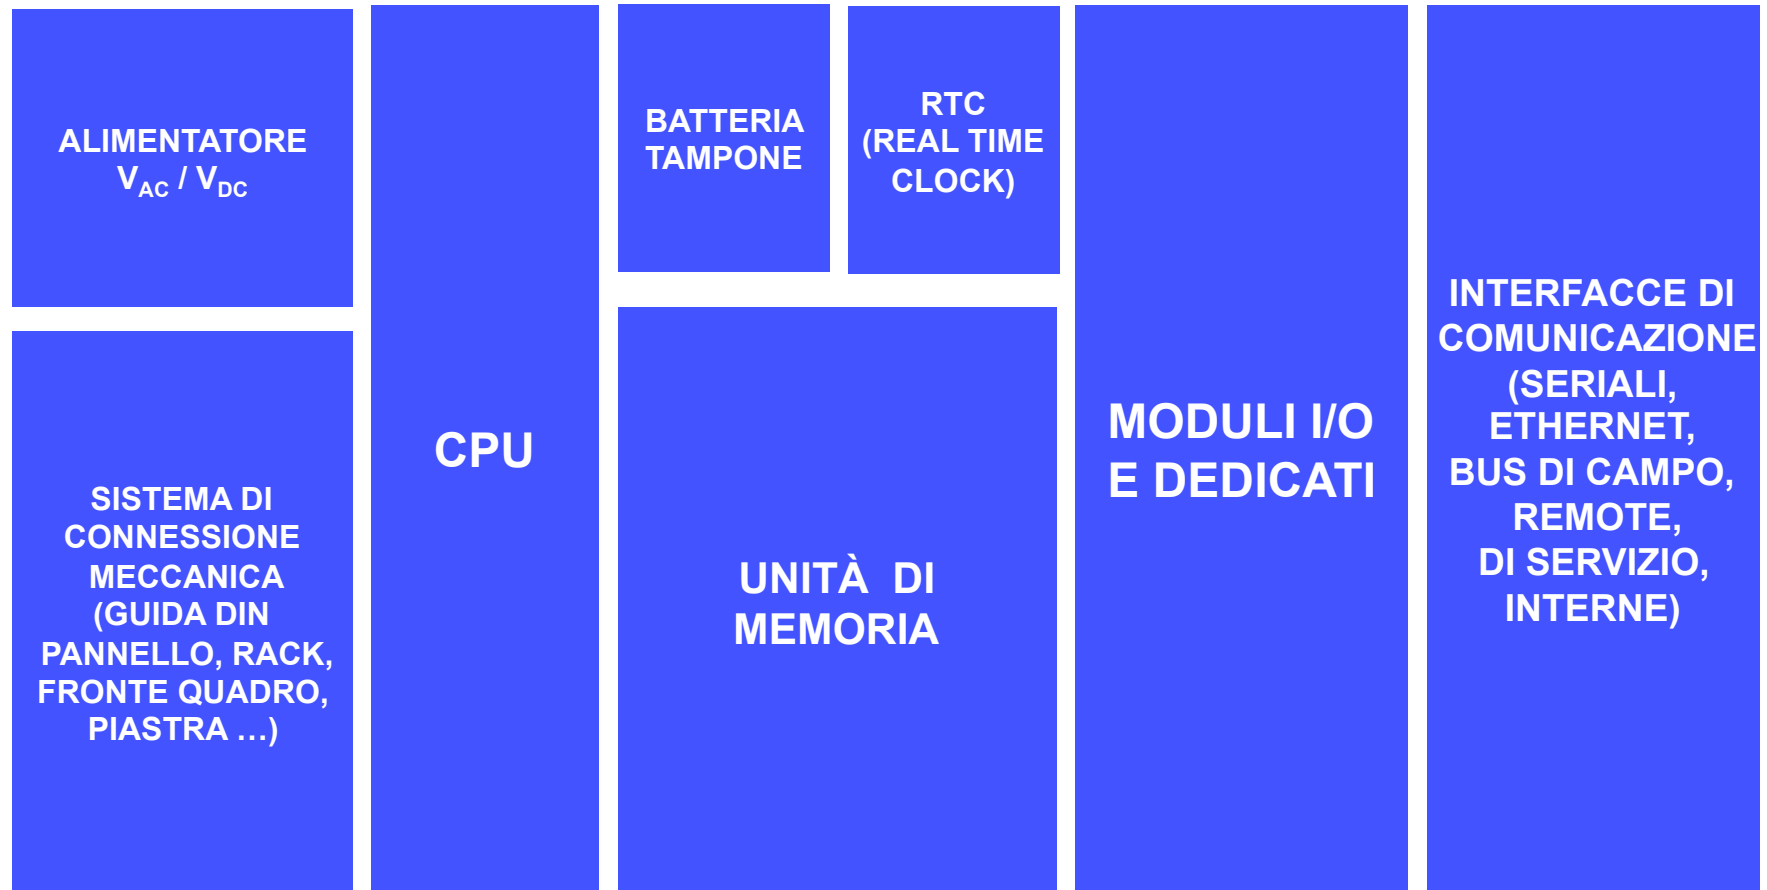 ALIMENTATORE
VAC / VDC
SISTEMA DI
CONNESSIONE
MECCANICA
(GUIDA DIN
PANNELLO, RACK,
FRONTE QUADRO,
PIASTRA …)
CPU
BATTERIA
TAMPONE
RTC
(REAL TIME
CLOCK)
UNITÀ DI
MEMORIA
MODULI I/O
E DEDICATI
INTERFACCE DI
COMUNICAZIONE
(SERIALI,
ETHERNET,
BUS DI CAMPO,
REMOTE,
DI SERVIZIO,
INTERNE)